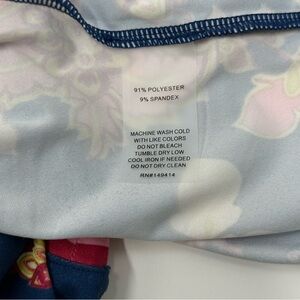 91% POLYESTER
9% SPANDEX
MACHINE WASH COLD
WITH LIKE COLORS
DO NOT BLEACH
TUMBLE DRY LOW
COOL IRON IF NEEDED
DO NOT DRY CLEAN
RN#149414